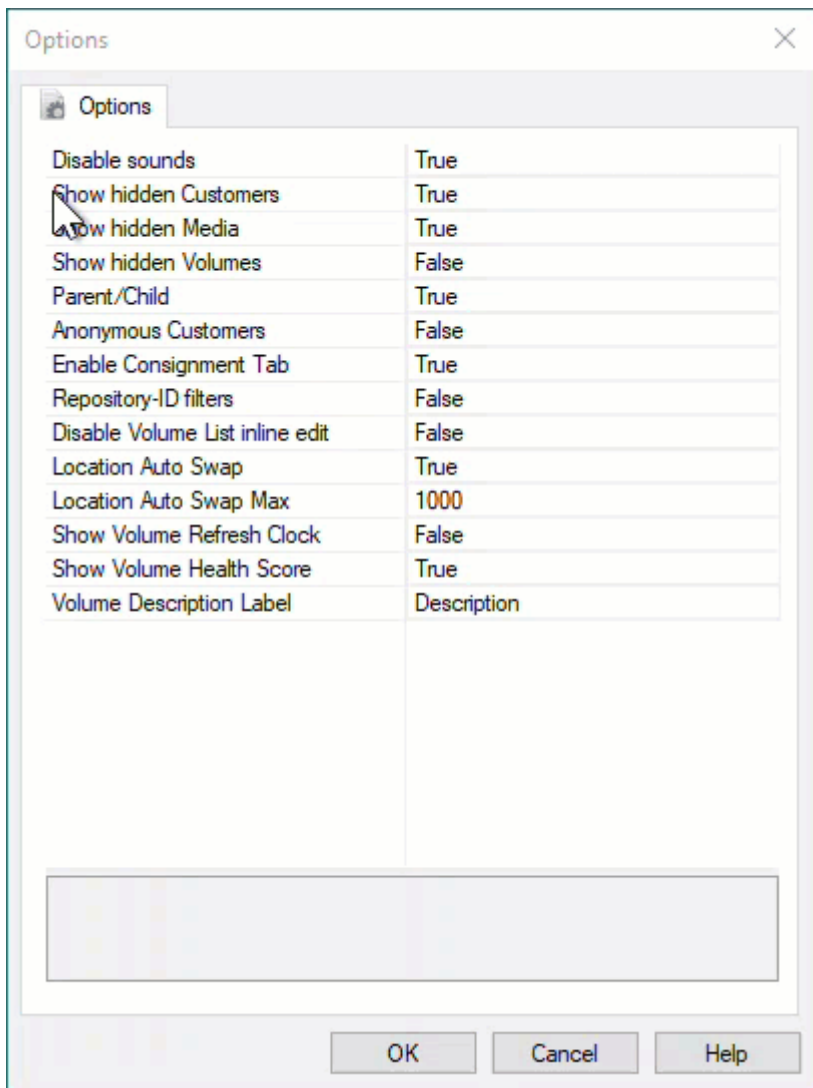 Options
Options
Disable sounds True
Show hidden Customers True
Show hidden Media True
Show hidden Volumes False
Parent/Child True
Anonymous Customers False
Enable Consignment Tab True
Repository-ID filters False
Disable Volume List inline edit False
Location Auto Swap True
Location Auto Swap Max 1000
Show Volume Refresh Clock False
Show Volume Health Score True
Volume Description Label Description
OK Cancel Help